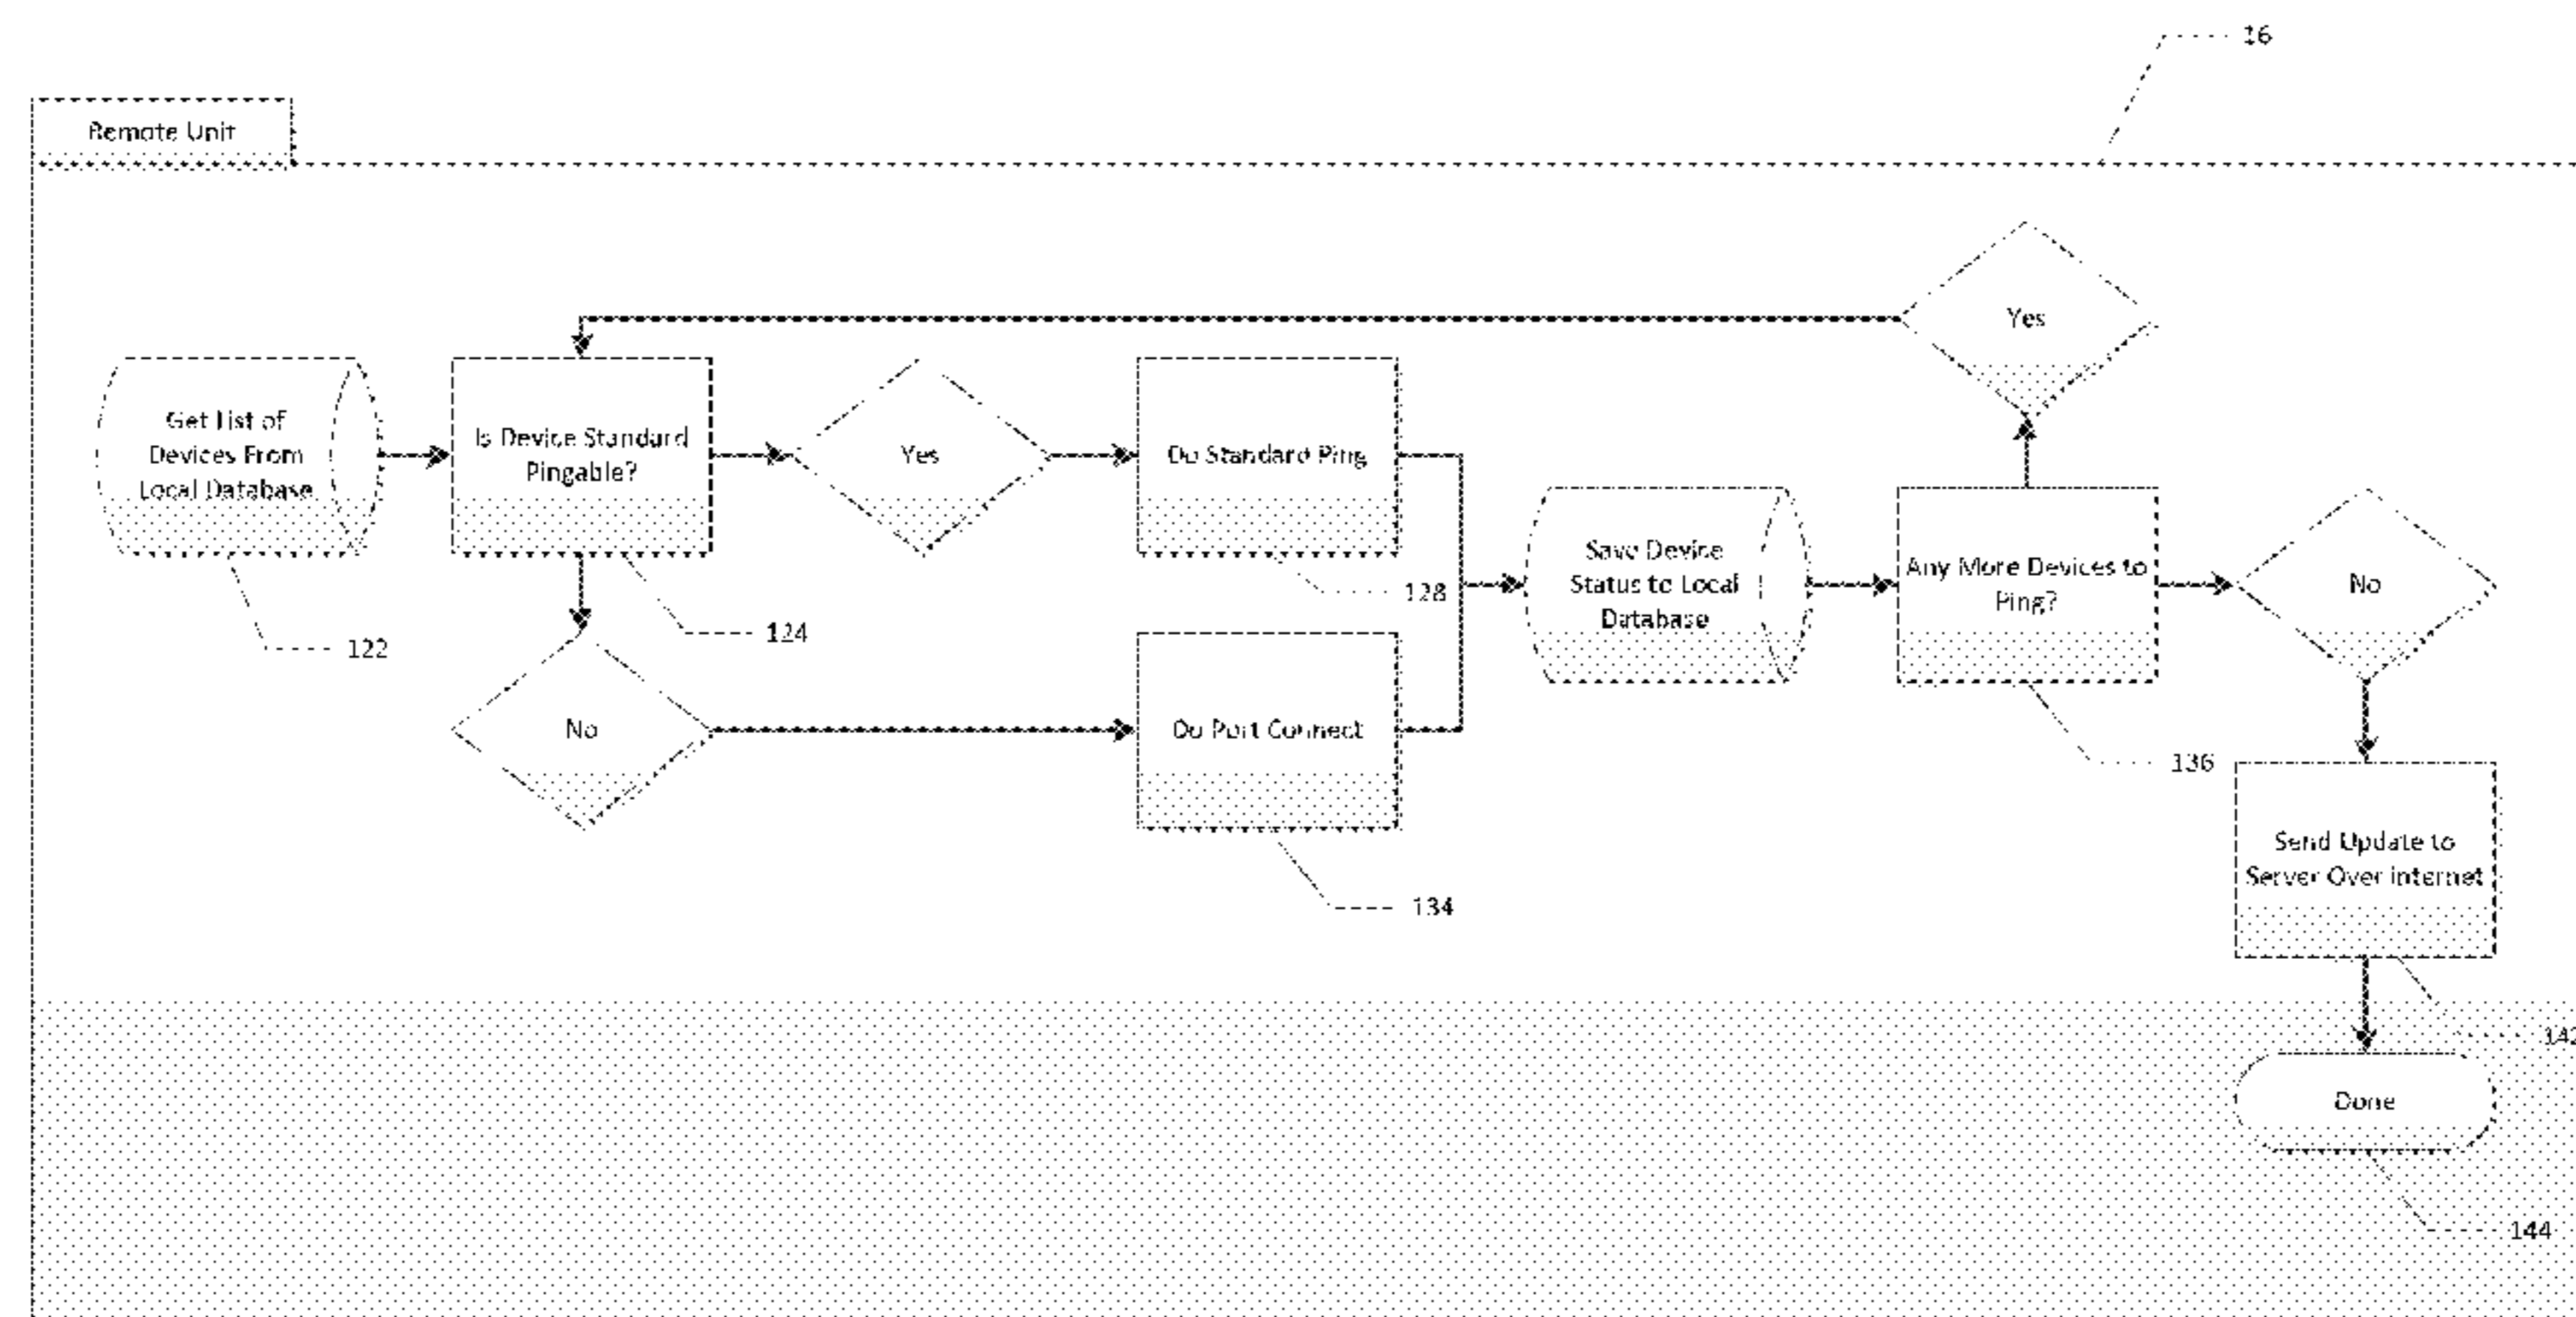 16
Remote Unit
Yes
Get List of
Devices From
Local Database
Is Device Standard
Pingable?
Yes
Do Standard Ping
Save Device
Status to Local
Database
Any More Devices to
Ping?
No
128
124
122
No
Do Port Connect
136
Send Update to
Server Over internet
134
142
Done
144